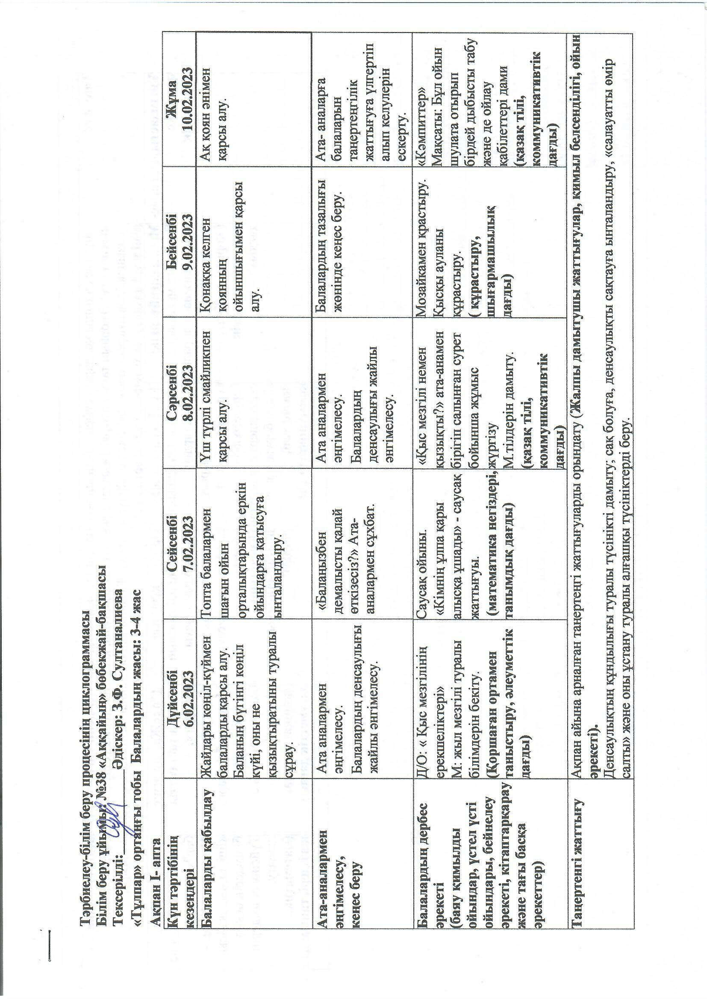 Тәрбиелеу-білім беру процесінің циклограммасы
Білім беру ұйымы: №38 «Аққайың» бөбекжай-бақшасы
Тексерілді: Әдіскер: З.Ф. Султаналиева
«Тұлпар» ортаңғы тобы Балалардың жасы: 3-4 жас
Ақпан І- апта
Күн тәртібінің
кезеңдері
Дүйсенбі
6.02.2023
Сейсенбі
7.02.2023
Сәрсенбі
8.02.2023
Бейсенбі
9.02.2023
Жұма
10.02.2023
Балаларды қабылдау
Жайдары көңіл-күймен
балаларды қарсы алу.
Баланың бүгінгі көңіл
күйі, оны не
қызықтыратыны туралы
сұрау.
Топта балалармен
шағын ойын
орталықтарында еркін
ойындарға қатысуға
ынталандыру.
Үш түрлі смайликпен
қарсы алу.
Қонаққа келген
қоянның
ойыншығымен қарсы
алу.
Ақ қоян әнімен
қарсы алу.
Ата-аналармен
әңгімелесу,
кеңес беру
Ата аналармен
әңгімелесу.
Балалардың денсаулығы
жайлы әнгімелесу.
«Балаңызбен
демалысты қалай
өткізесіз?» Ата-
аналармен сұхбат.
Ата аналармен
әңгімелесу.
Балалардың
денсаулығы жайлы
әнгімелесу.
Балалардың тазалығы
жөнінде кеңес беру.
Ата- аналарға
балаларын
таңертеңгілік
жаттығуға үлгертіп
алып келулерін
ескерту.
Балалардың дербес
әрекеті
(баяу қимылды
ойындар, үстел үсті
ойындары, бейнелеу
әрекеті, кітаптарқарау
және тағы басқа
әрекеттер)
Д/О: « Қыс мезгілінің
ерекшеліктері»
М: жыл мезгілі туралы
білімдерін бекіту.
(Қоршаған ортамен
таныстыру, әлеуметтік
дағды)
Саусақ ойыны.
«Кімнің ұлпа қары
алысқа ұшады» - саусақ
жаттығуы.
(математика негіздері,
танымдық дағды)
«Қыс мезгілі немен
қызықты?» ата-анамен
бірігіп салынған сурет
бойынша жұмыс
жүргізу
М.тілдерін дамыту.
(қазақ тілі,
коммуникативтік
дағды)
Мозайкамен крастыру.
Қысқы ауланы
құрастыру.
( құрастыру,
шығармашылық
дағды)
«Кәмпиттер»
Мақсаты: Бұл ойын
шулата отырып
бірдей дыбысты табу
және де ойлау
қабілеттері дами
(қазақ тілі,
коммуникативтік
дағды)
Таңертеңгі жаттығу
Ақпан айына арналған таңертеңгі жаттығуларды орындату (Жалпы дамытушы жаттығулар, қимыл белсенділігі, ойын
әрекеті).
Денсаулықтың құндылығы туралы түсінікті дамыту; сақ болуға, денсаулықты сақтауға ынталандыру, «салауатты өмір
салты» және оны ұстану туралы алғашқы түсініктерді беру.